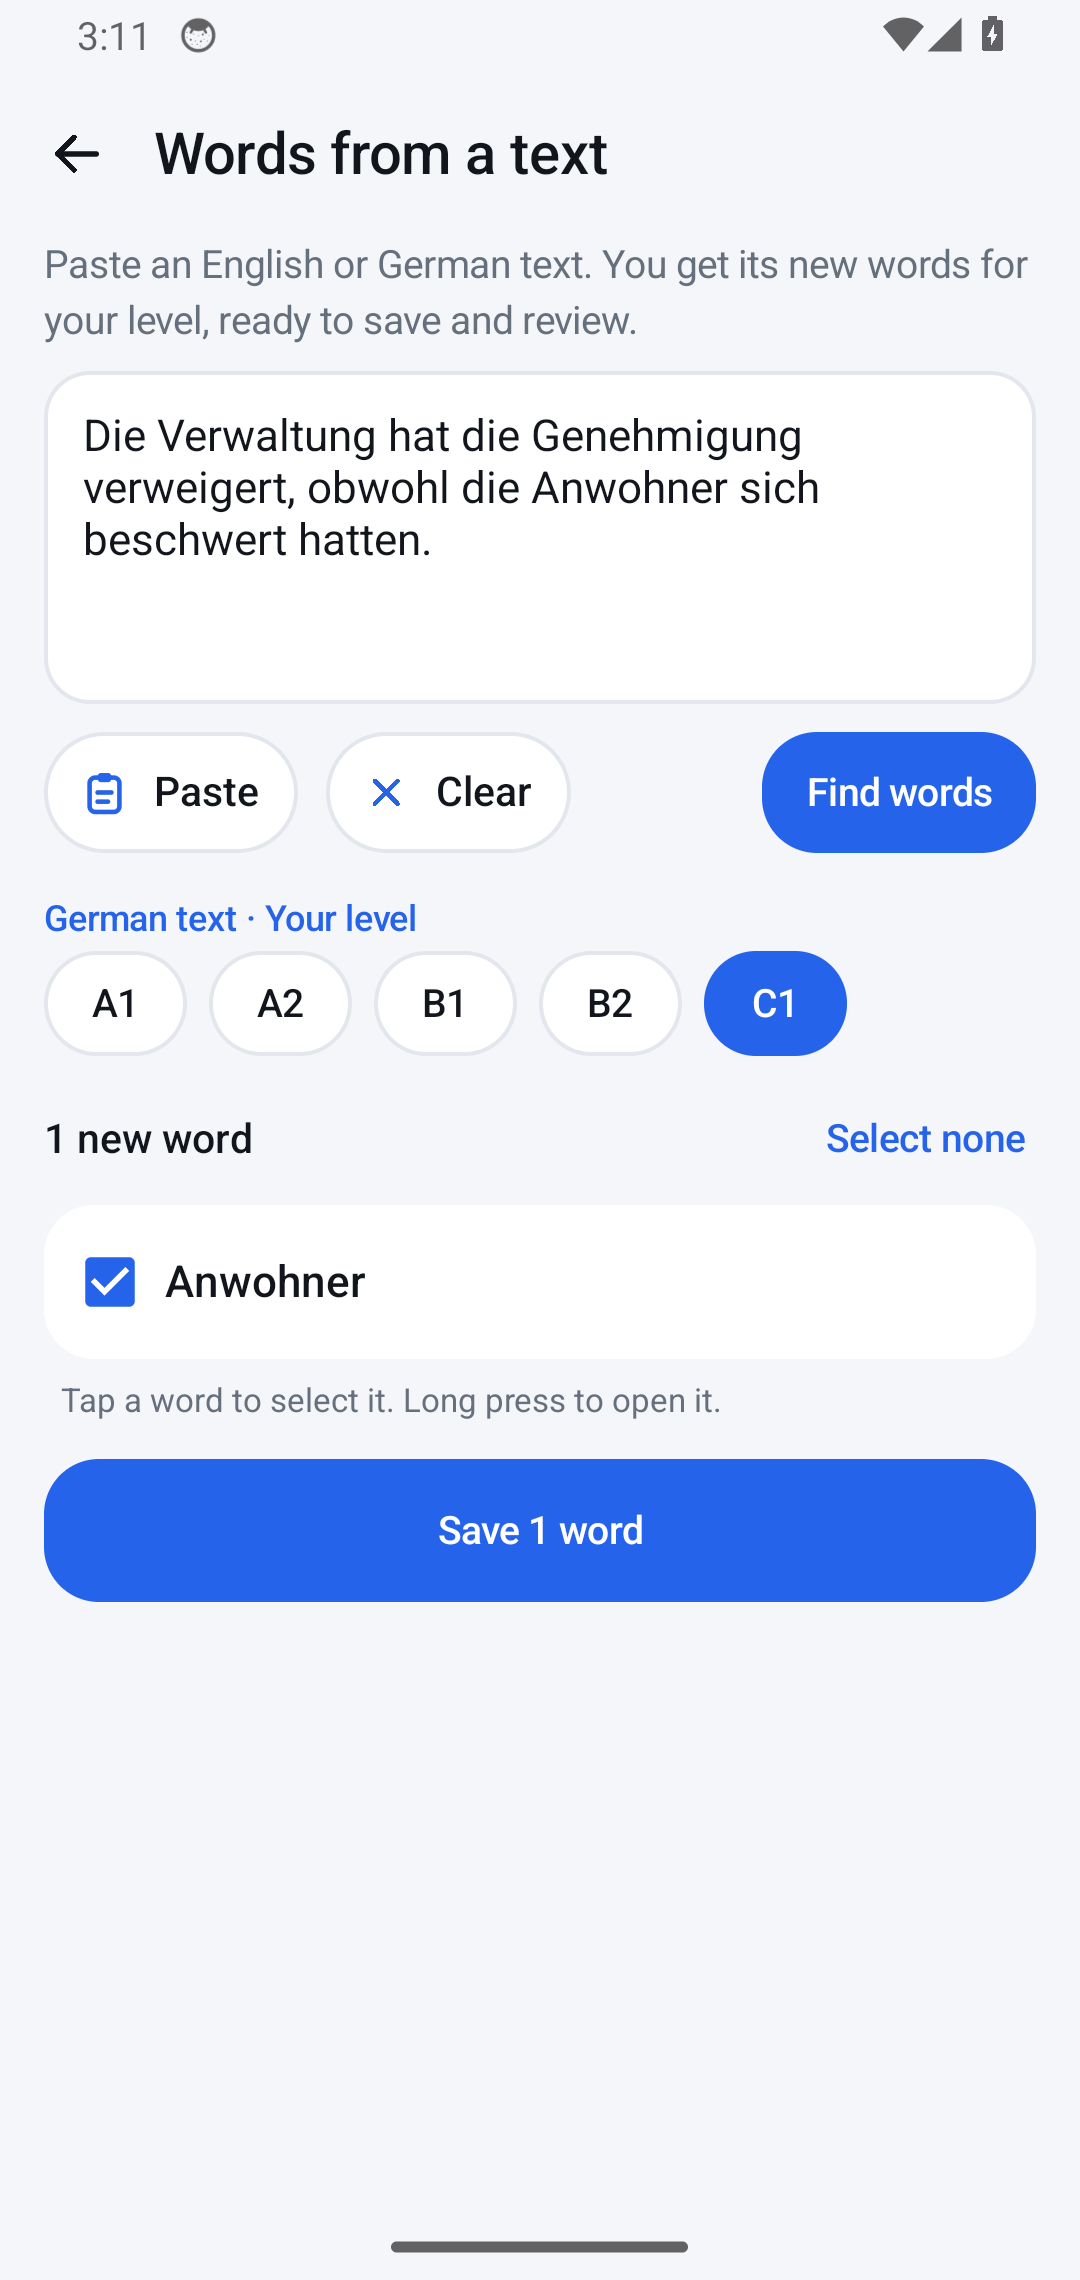 3:11
Words from a text
Paste an English or German text. You get its new words for
your level, ready to save and review.
Die Verwaltung hat die Genehmigung
verweigert, obwohl die Anwohner sich
beschwert hatten.
Paste
Clear
Find words
German text · Your level
A1
A2
B1
B2
C1
1 new word
Select none
Anwohner
Tap a word to select it. Long press to open it.
Save 1 word